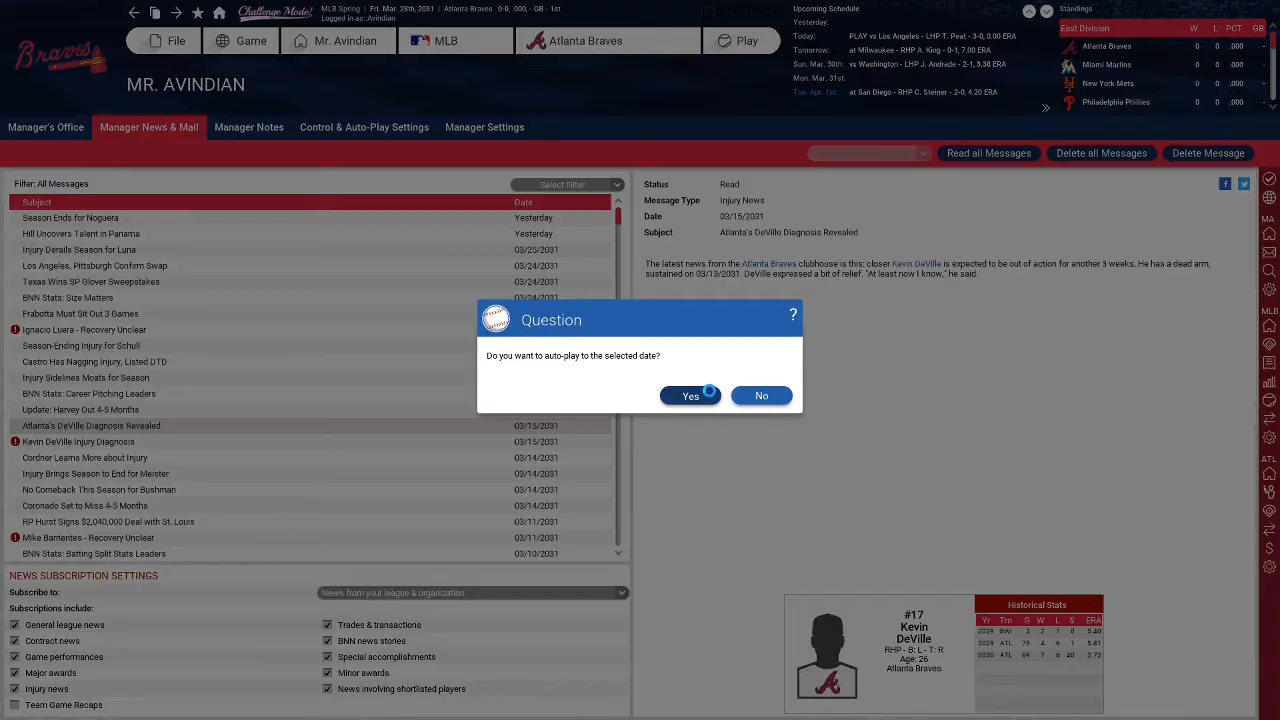 Challenge Mode!
MLB Spring | Fri. Mar. 28th, 2031 | Atlanta Braves 0-0, .000, - GB - 1st
Logged in as: Avindian
File
Game
Mr. Avindian
MLB
Atlanta Braves
Play
Braves
MR. AVINDIAN
Upcoming Schedule
Yesterday:
Today: PLAY vs Los Angeles - LHP T. Peat - 3-0, 0.00 ERA
Tomorrow: at Milwaukee - RHP A. King - 0-1, 7.00 ERA
Sun. Mar. 30th: vs Washington - LHP J. Andrade - 2-1, 3.38 ERA
Mon. Mar. 31st:
Tue. Apr. 1st: at San Diego - RHP C. Steiner - 2-0, 4.20 ERA
Standings
East Division W L PCT GB
Atlanta Braves 0 0 .000 -
Miami Marlins 0 0 .000 -
New York Mets 0 0 .000 -
Philadelphia Phillies 0 0 .000 -
Manager's Office
Manager News & Mail
Manager Notes
Control & Auto-Play Settings
Manager Settings
Read all Messages
Delete all Messages
Delete Message
Filter: All Messages
Select Filter
Subject Date
Season Ends for Noguera Yesterday
Hill Uncovers Talent in Panama Yesterday
Injury Derails Season for Luna 03/25/2031
Los Angeles, Pittsburgh Confirm Swap 03/24/2031
Texas Wins SP Glover Sweepstakes 03/24/2031
BNN Stats: Size Matters 03/24/2031
Frabotta Must Sit Out 3 Games
Ignacio Luera - Recovery Unclear
Season-Ending Injury for Schull
Castro Has Nagging Injury, Listed DTD
Injury Sidelines Moats for Season
BNN Stats: Career Pitching Leaders
Update: Harvey Out 4-5 Months
Atlanta's DeVille Diagnosis Revealed 03/15/2031
Kevin DeVille Injury Diagnosis 03/15/2031
Cordner Learns More about Injury 03/14/2031
Injury Brings Season to End for Meister 03/14/2031
No Comeback This Season for Bushman 03/14/2031
Coronado Set to Miss 4-5 Months 03/14/2031
RP Hurst Signs $2,040,000 Deal with St. Louis 03/11/2031
Mike Barrientes - Recovery Unclear 03/11/2031
BNN Stats: Batting Split Stats Leaders 03/10/2031
Status Read
Message Type Injury News
Date 03/15/2031
Subject Atlanta's DeVille Diagnosis Revealed
The latest news from the Atlanta Braves clubhouse is this: closer Kevin DeVille is expected to be out of action for another 3 weeks. He has a dead arm,
sustained on 03/13/2031. DeVille expressed a bit of relief. "At least now I know," he said.
Question
?
Do you want to auto-play to the selected date?
Yes
No
NEWS SUBSCRIPTION SETTINGS
Subscribe to: News from your league & organization
Subscriptions include:
General league news
Trades & transactions
Contract news
BNN news stories
Game performances
Special accomplishments
Major awards
Minor awards
Injury news
News involving shortlisted players
Team Game Recaps
#17
Kevin
DeVille
RHP - B: L - T: R
Age: 26
Atlanta Braves
Historical Stats
Yr Tm G W L S ERA
2029 GWI 3 2 1 0 5.40
2029 ATL 75 4 6 1 5.81
2030 ATL 69 7 6 40 2.72
MA
MLB
ATL